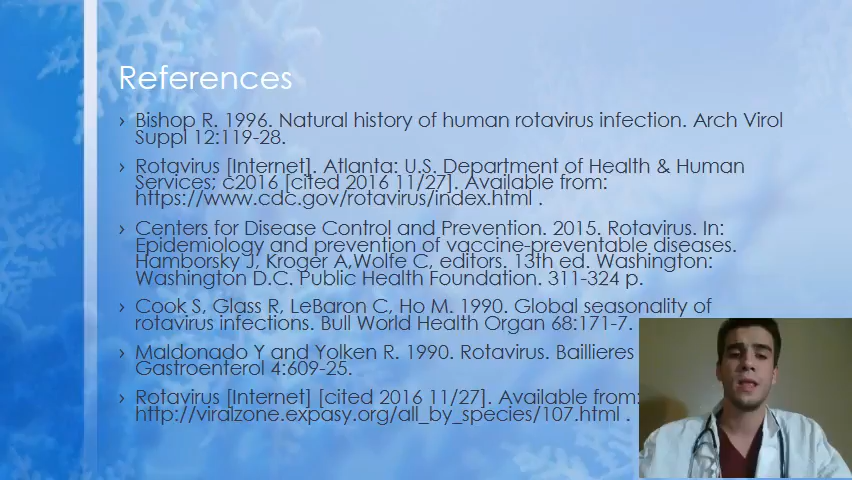 References
› Bishop R. 1996. Natural history of human rotavirus infection. Arch Virol
Suppl 12:119-28.
› Rotavirus [Internet]. Atlanta: U.S. Department of Health & Human
Services; c2016 [cited 2016 11/27]. Available from:
https://www.cdc.gov/rotavirus/index.html .
› Centers for Disease Control and Prevention. 2015. Rotavirus. In:
Epidemiology and prevention of vaccine-preventable diseases.
Hamborsky J, Kroger A,Wolfe C, editors. 13th ed. Washington:
Washington D.C. Public Health Foundation. 311-324 p.
› Cook S, Glass R, LeBaron C, Ho M. 1990. Global seasonality of
rotavirus infections. Bull World Health Organ 68:171-7.
› Maldonado Y and Yolken R. 1990. Rotavirus. Baillieres
Gastroenterol 4:609-25.
› Rotavirus [Internet] [cited 2016 11/27]. Available from:
http://viralzone.expasy.org/all_by_species/107.html .